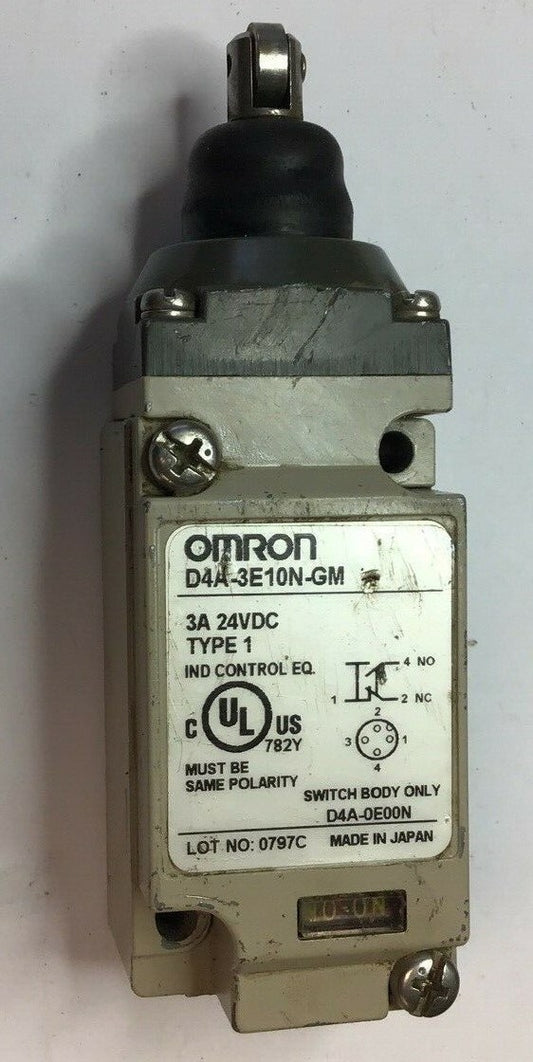 OMRON
D4A-3E10N-GM
3A 24VDC
TYPE 1
IND CONTROL EQ.
4 NO
1 2 NC
C UL US
782Y
2
3 1
4
MUST BE
SAME POLARITY
SWITCH BODY ONLY
D4A-0E00N
LOT NO: 0797C MADE IN JAPAN